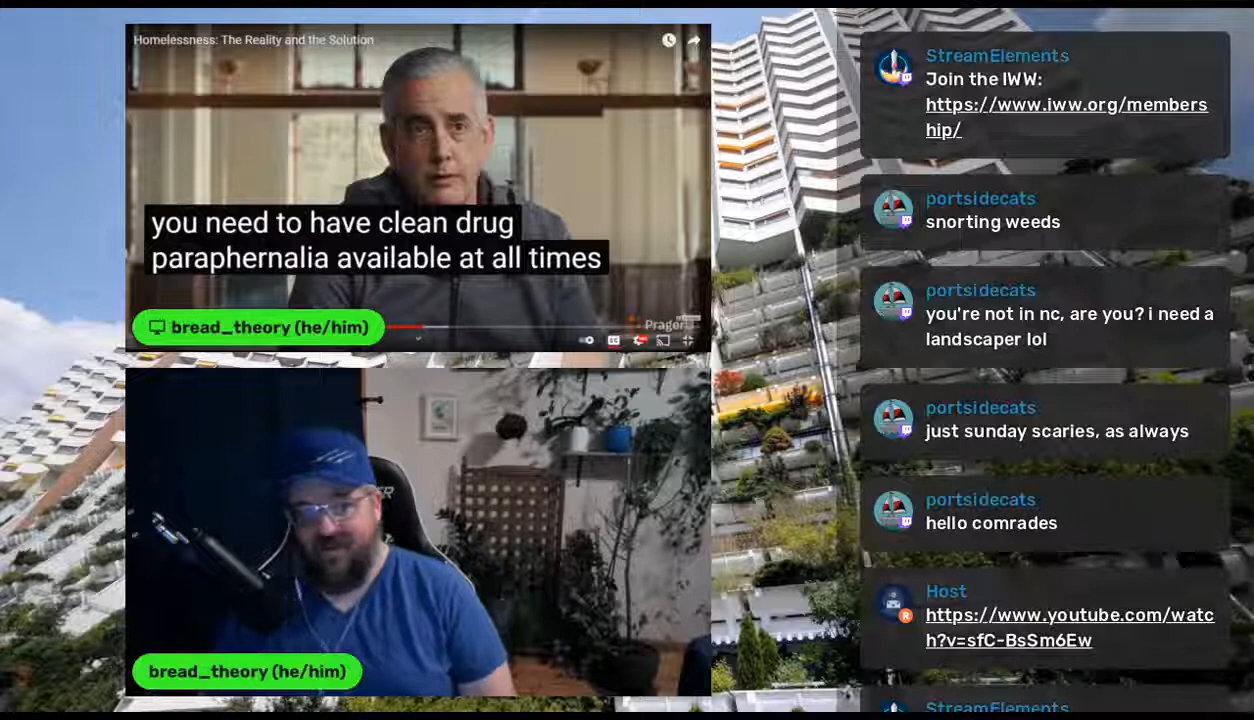 Homelessness: The Reality and the Solution
you need to have clean drug
paraphernalia available at all times
bread_theory (he/him)
Prager
bread_theory (he/him)
StreamElements
Join the IWW:
https://www.iww.org/members
hip/
portsidecats
snorting weeds
portsidecats
you're not in nc, are you? i need a
landscaper lol
portsidecats
just sunday scaries, as always
portsidecats
hello comrades
Host
https://www.youtube.com/watc
h?v=sfC-BsSm6Ew
StreamElements